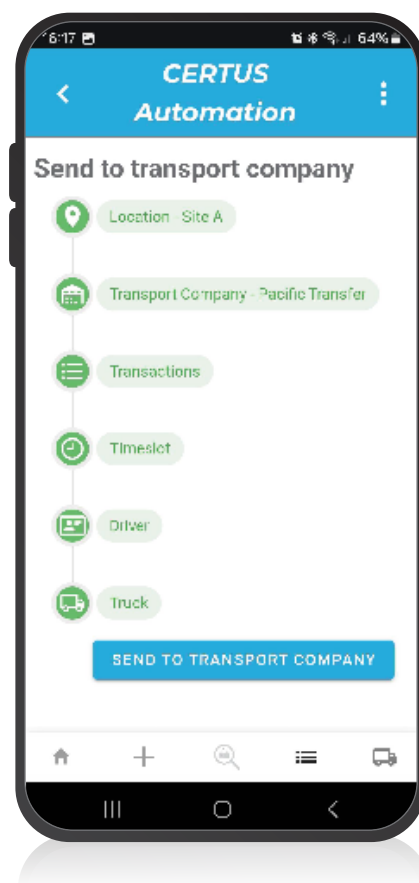 16:17
64%
CERTUS
Automation
Send to transport company
Location - Site A
Transport Company - Pacific Transfer
Transactions
Timeslot
Driver
Truck
SEND TO TRANSPORT COMPANY